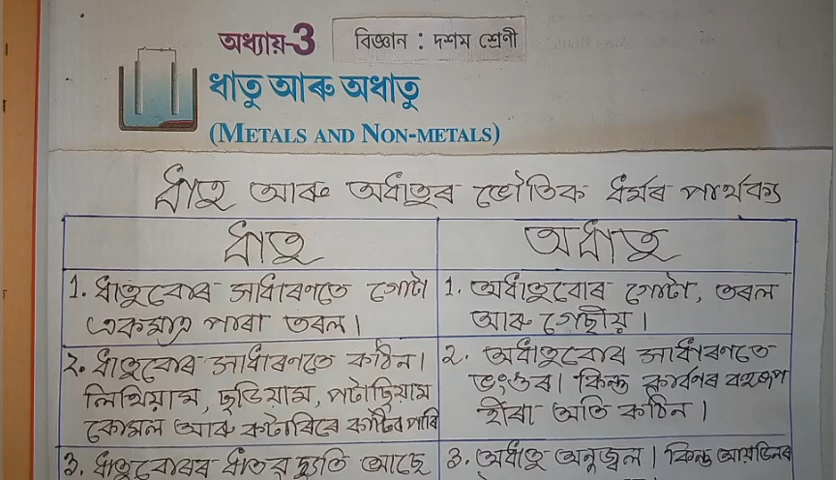 অধ্যায়-3
বিজ্ঞান : দশম শ্ৰেণী
ধাতু আৰু অধাতু
(METALS AND NON-METALS)
ধাতু আৰু অধাতুৰ ভৌতিক ধৰ্মৰ পাৰ্থক্য
ধাতু
অধাতু
1. ধাতুবোৰ সাধাৰণতে গোটা
একমাত্ৰ পাৰা তৰল।
1. অধাতুবোৰ গোটা, তৰল
আৰু গেছীয়।
২. ধাতুবোৰ সাধাৰণতে কঠিন।
লিথিয়াম, ছডিয়াম, পটাছিয়াম
কোমল আৰু কটাৰিৰে কাটিব পাৰি
২. অধাতুবোৰ সাধাৰণতে
ভংগুৰ। কিন্তু কাৰ্বনৰ বহুৰূপ
হীৰা অতি কঠিন।
3. ধাতুবোৰৰ ধাতৱ দ্যুতি আছে
3. অধাতু অনুজ্বল। কিন্তু আয়ডিনৰ